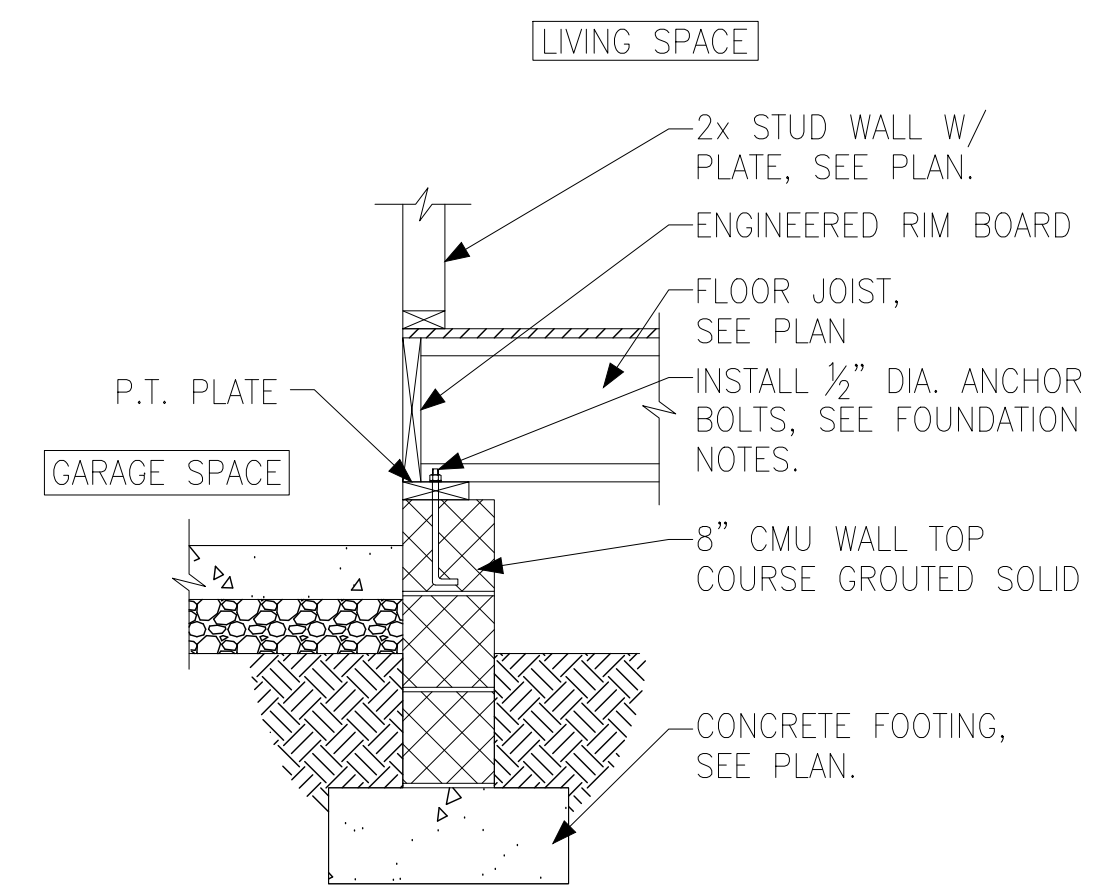 LIVING SPACE
2x STUD WALL W/
PLATE, SEE PLAN.
ENGINEERED RIM BOARD
FLOOR JOIST,
SEE PLAN
P.T. PLATE
INSTALL ½” DIA. ANCHOR
BOLTS, SEE FOUNDATION
NOTES.
GARAGE SPACE
8” CMU WALL TOP
COURSE GROUTED SOLID
CONCRETE FOOTING,
SEE PLAN.